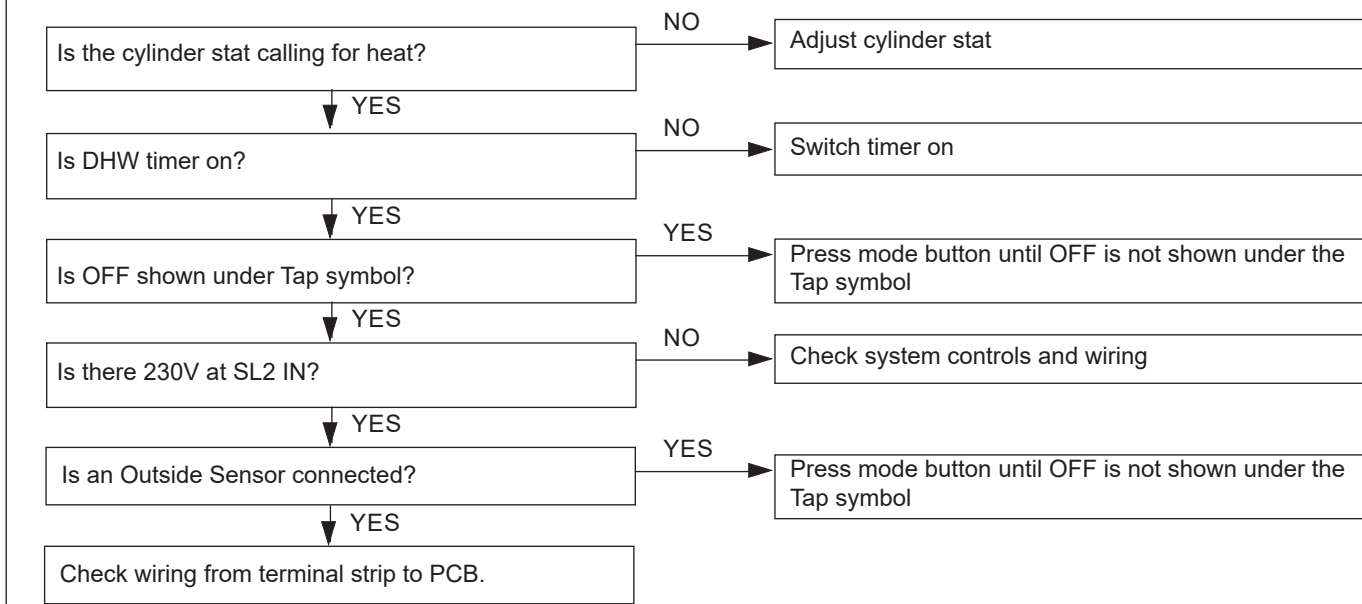 Is the cylinder stat calling for heat?
NO
Adjust cylinder stat
YES
Is DHW timer on?
NO
Switch timer on
YES
Is OFF shown under Tap symbol?
YES
Press mode button until OFF is not shown under the
Tap symbol
YES
Is there 230V at SL2 IN?
NO
Check system controls and wiring
YES
Is an Outside Sensor connected?
YES
Press mode button until OFF is not shown under the
Tap symbol
YES
Check wiring from terminal strip to PCB.